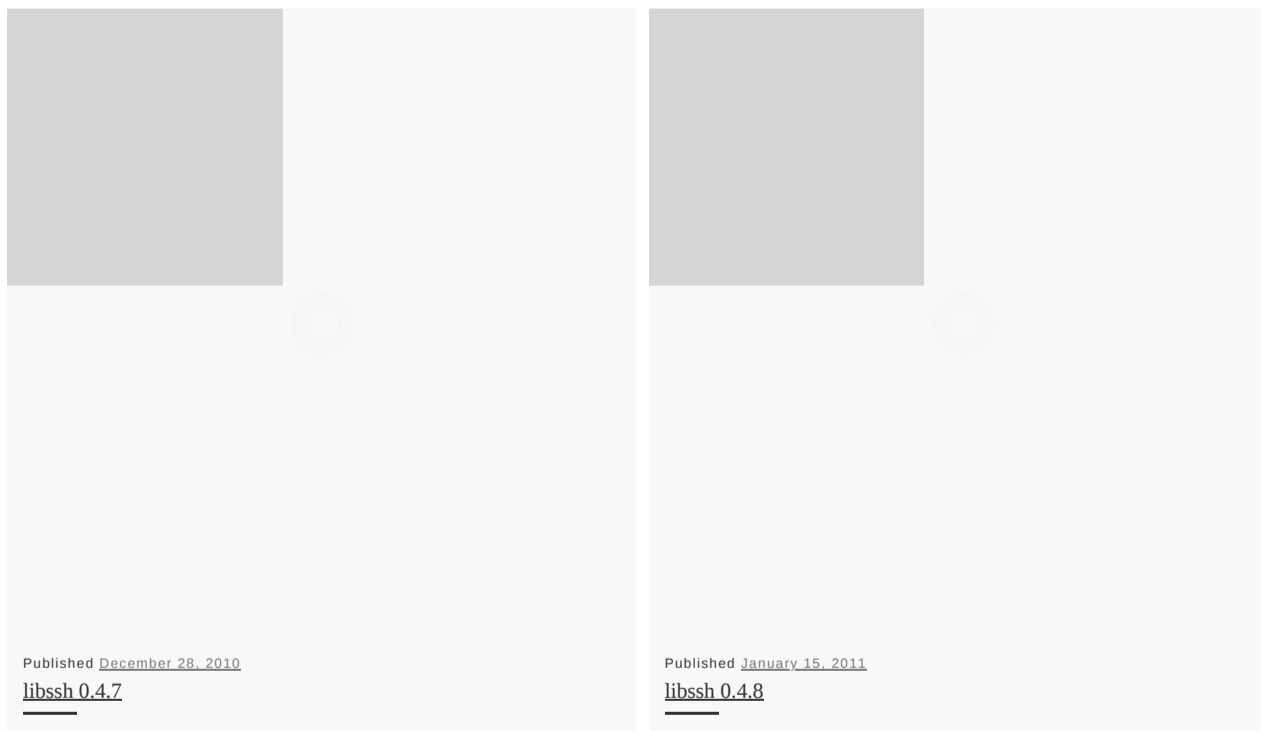 Published December 28, 2010
libssh 0.4.7
Published January 15, 2011
libssh 0.4.8